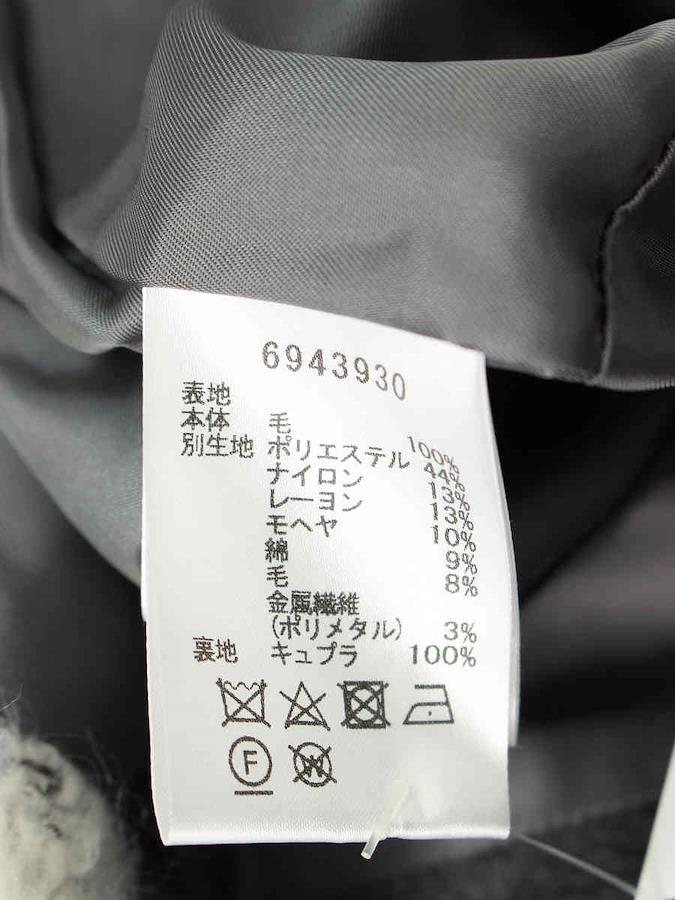 6943930
表地
本体 毛 100%
別生地 ポリエステル 44%
ナイロン 13%
レーヨン 13%
モヘヤ 10%
綿 9%
毛 8%
金属繊維
(ポリメタル) 3%
裏地 キュプラ 100%
F W